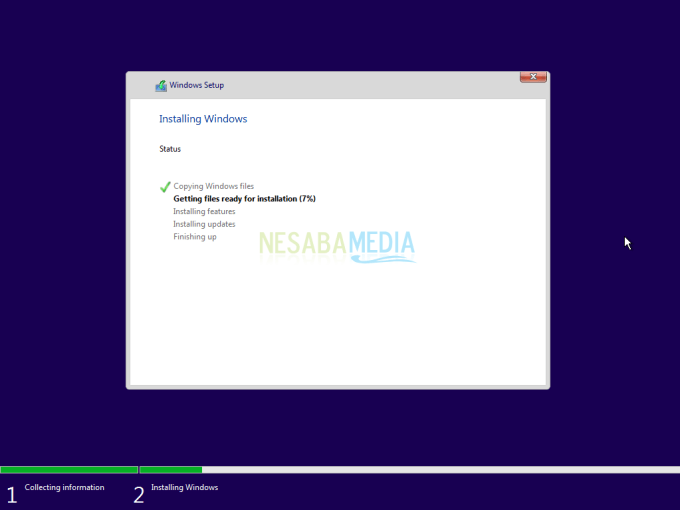 Windows Setup
Installing Windows
Status
Copying Windows files
Getting files ready for installation (7%)
Installing features
Installing updates
Finishing up
NESABAMEDIA
1 Collecting information
2 Installing Windows